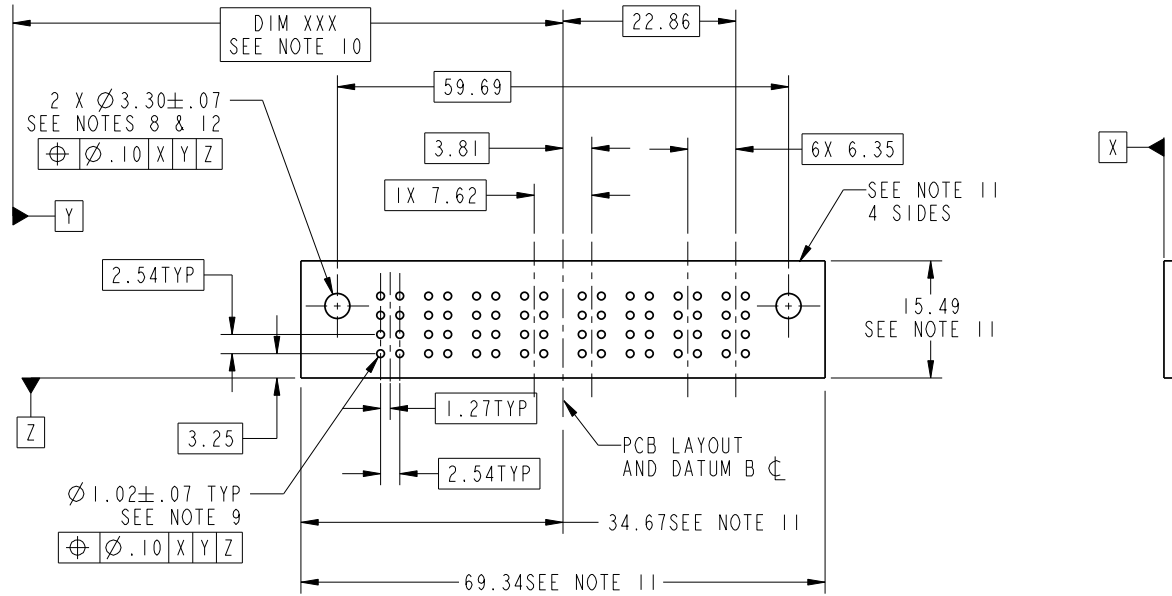 DIM XXX
SEE NOTE 10
22.86
59.69
2 X Ø3.30±.07
SEE NOTES 8 & 12
⌖ Ø.10 X Y Z
3.81
6X 6.35
X
1X 7.62
SEE NOTE 11
4 SIDES
Y
2.54TYP
15.49
SEE NOTE 11
Z
3.25
1.27TYP
PCB LAYOUT
AND DATUM B ℄
2.54TYP
Ø1.02±.07 TYP
SEE NOTE 9
⌖ Ø.10 X Y Z
34.67SEE NOTE 11
69.34SEE NOTE 11